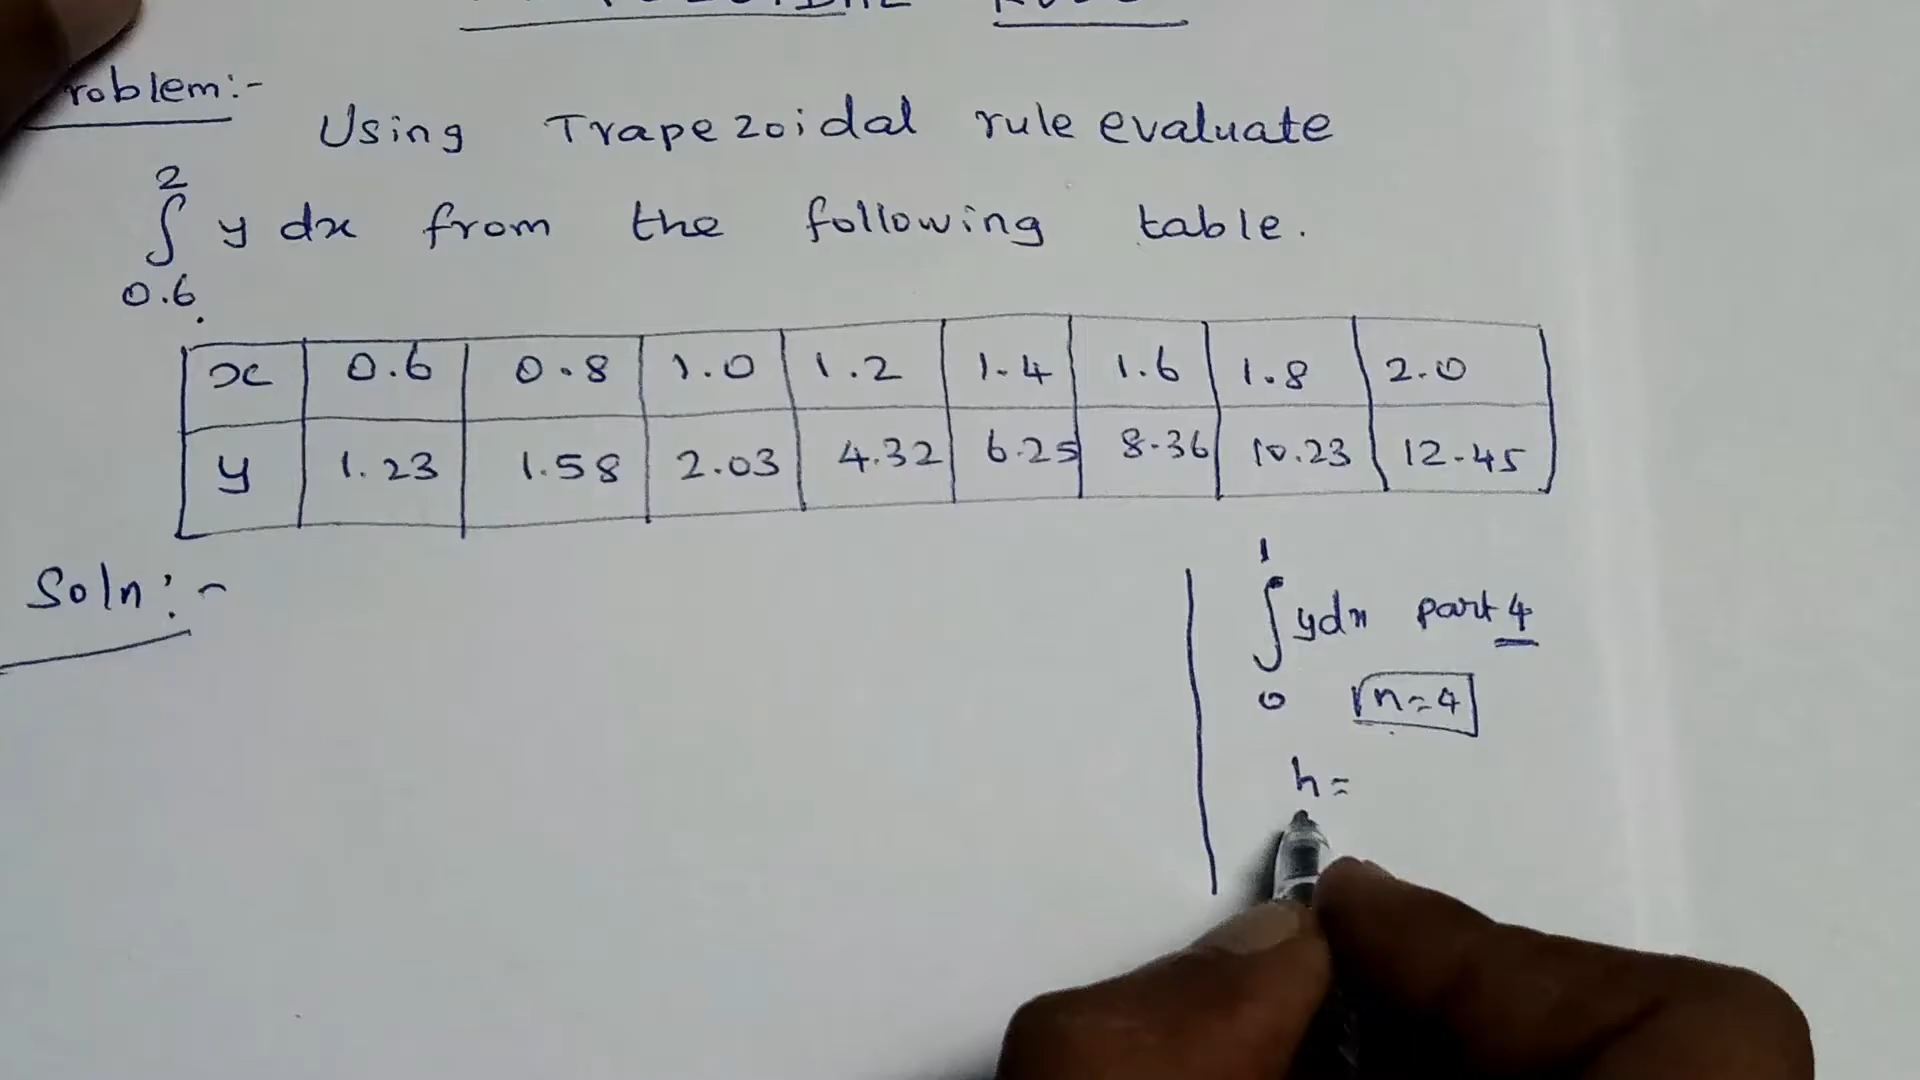 roblem:-
Using Trapezoidal rule evaluate
2
∫ y dx from the following table.
0.6
x 0.6 0.8 1.0 1.2 1.4 1.6 1.8 2.0
y 1.23 1.58 2.03 4.32 6.25 8.36 10.23 12.45
Soln:-
1
∫ydx part 4
0 n=4
h=